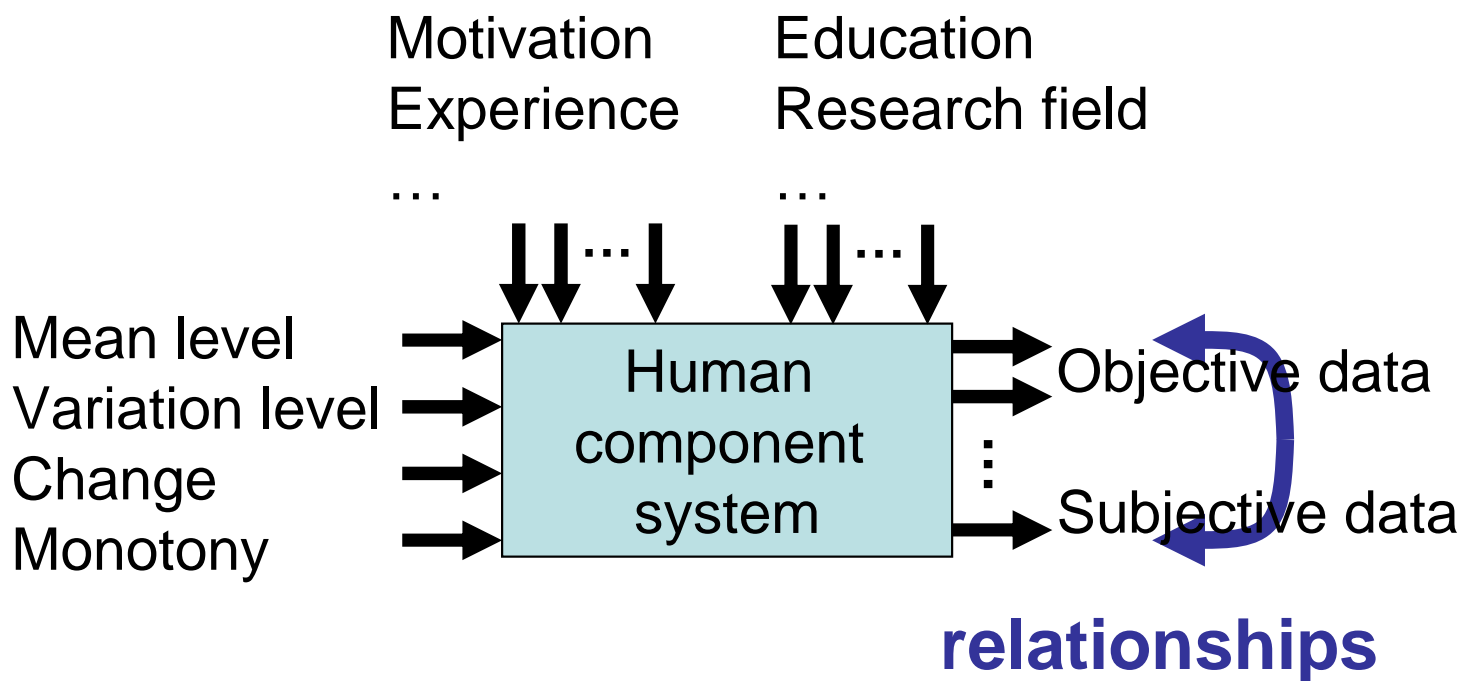 Motivation
Experience
…
Education
Research field
…
…
…
Mean level
Variation level
Change
Monotony
Human
component
system
Objective data
⋮
Subjective data
relationships